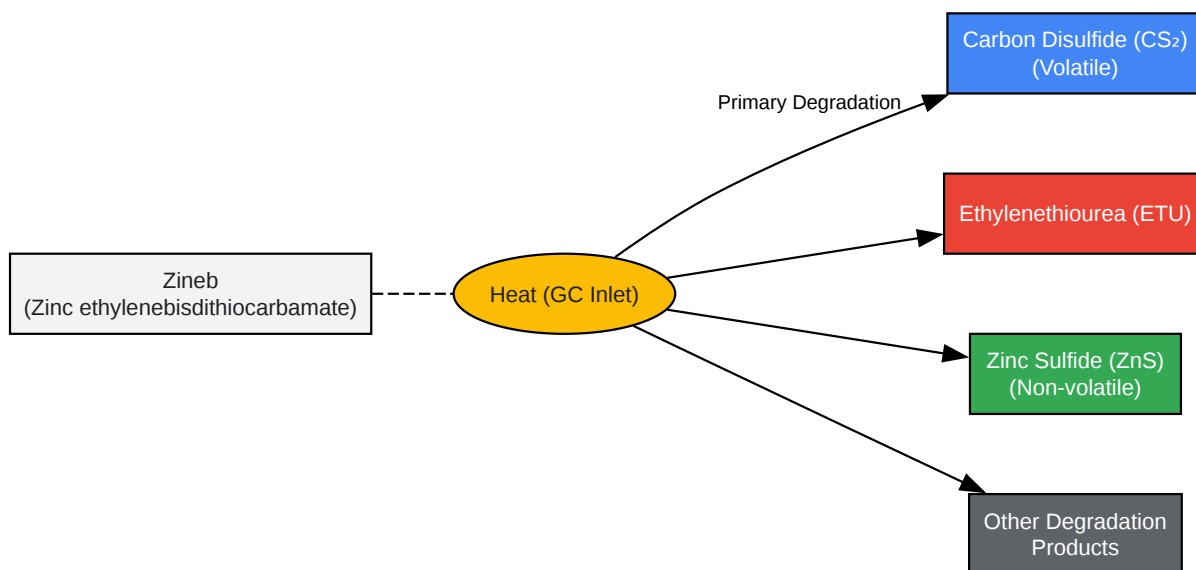 Zineb
(Zinc ethylenebisdithiocarbamate)
Heat (GC Inlet)
Primary Degradation
Carbon Disulfide (CS₂)
(Volatile)
Ethylenethiourea (ETU)
Zinc Sulfide (ZnS)
(Non-volatile)
Other Degradation
Products